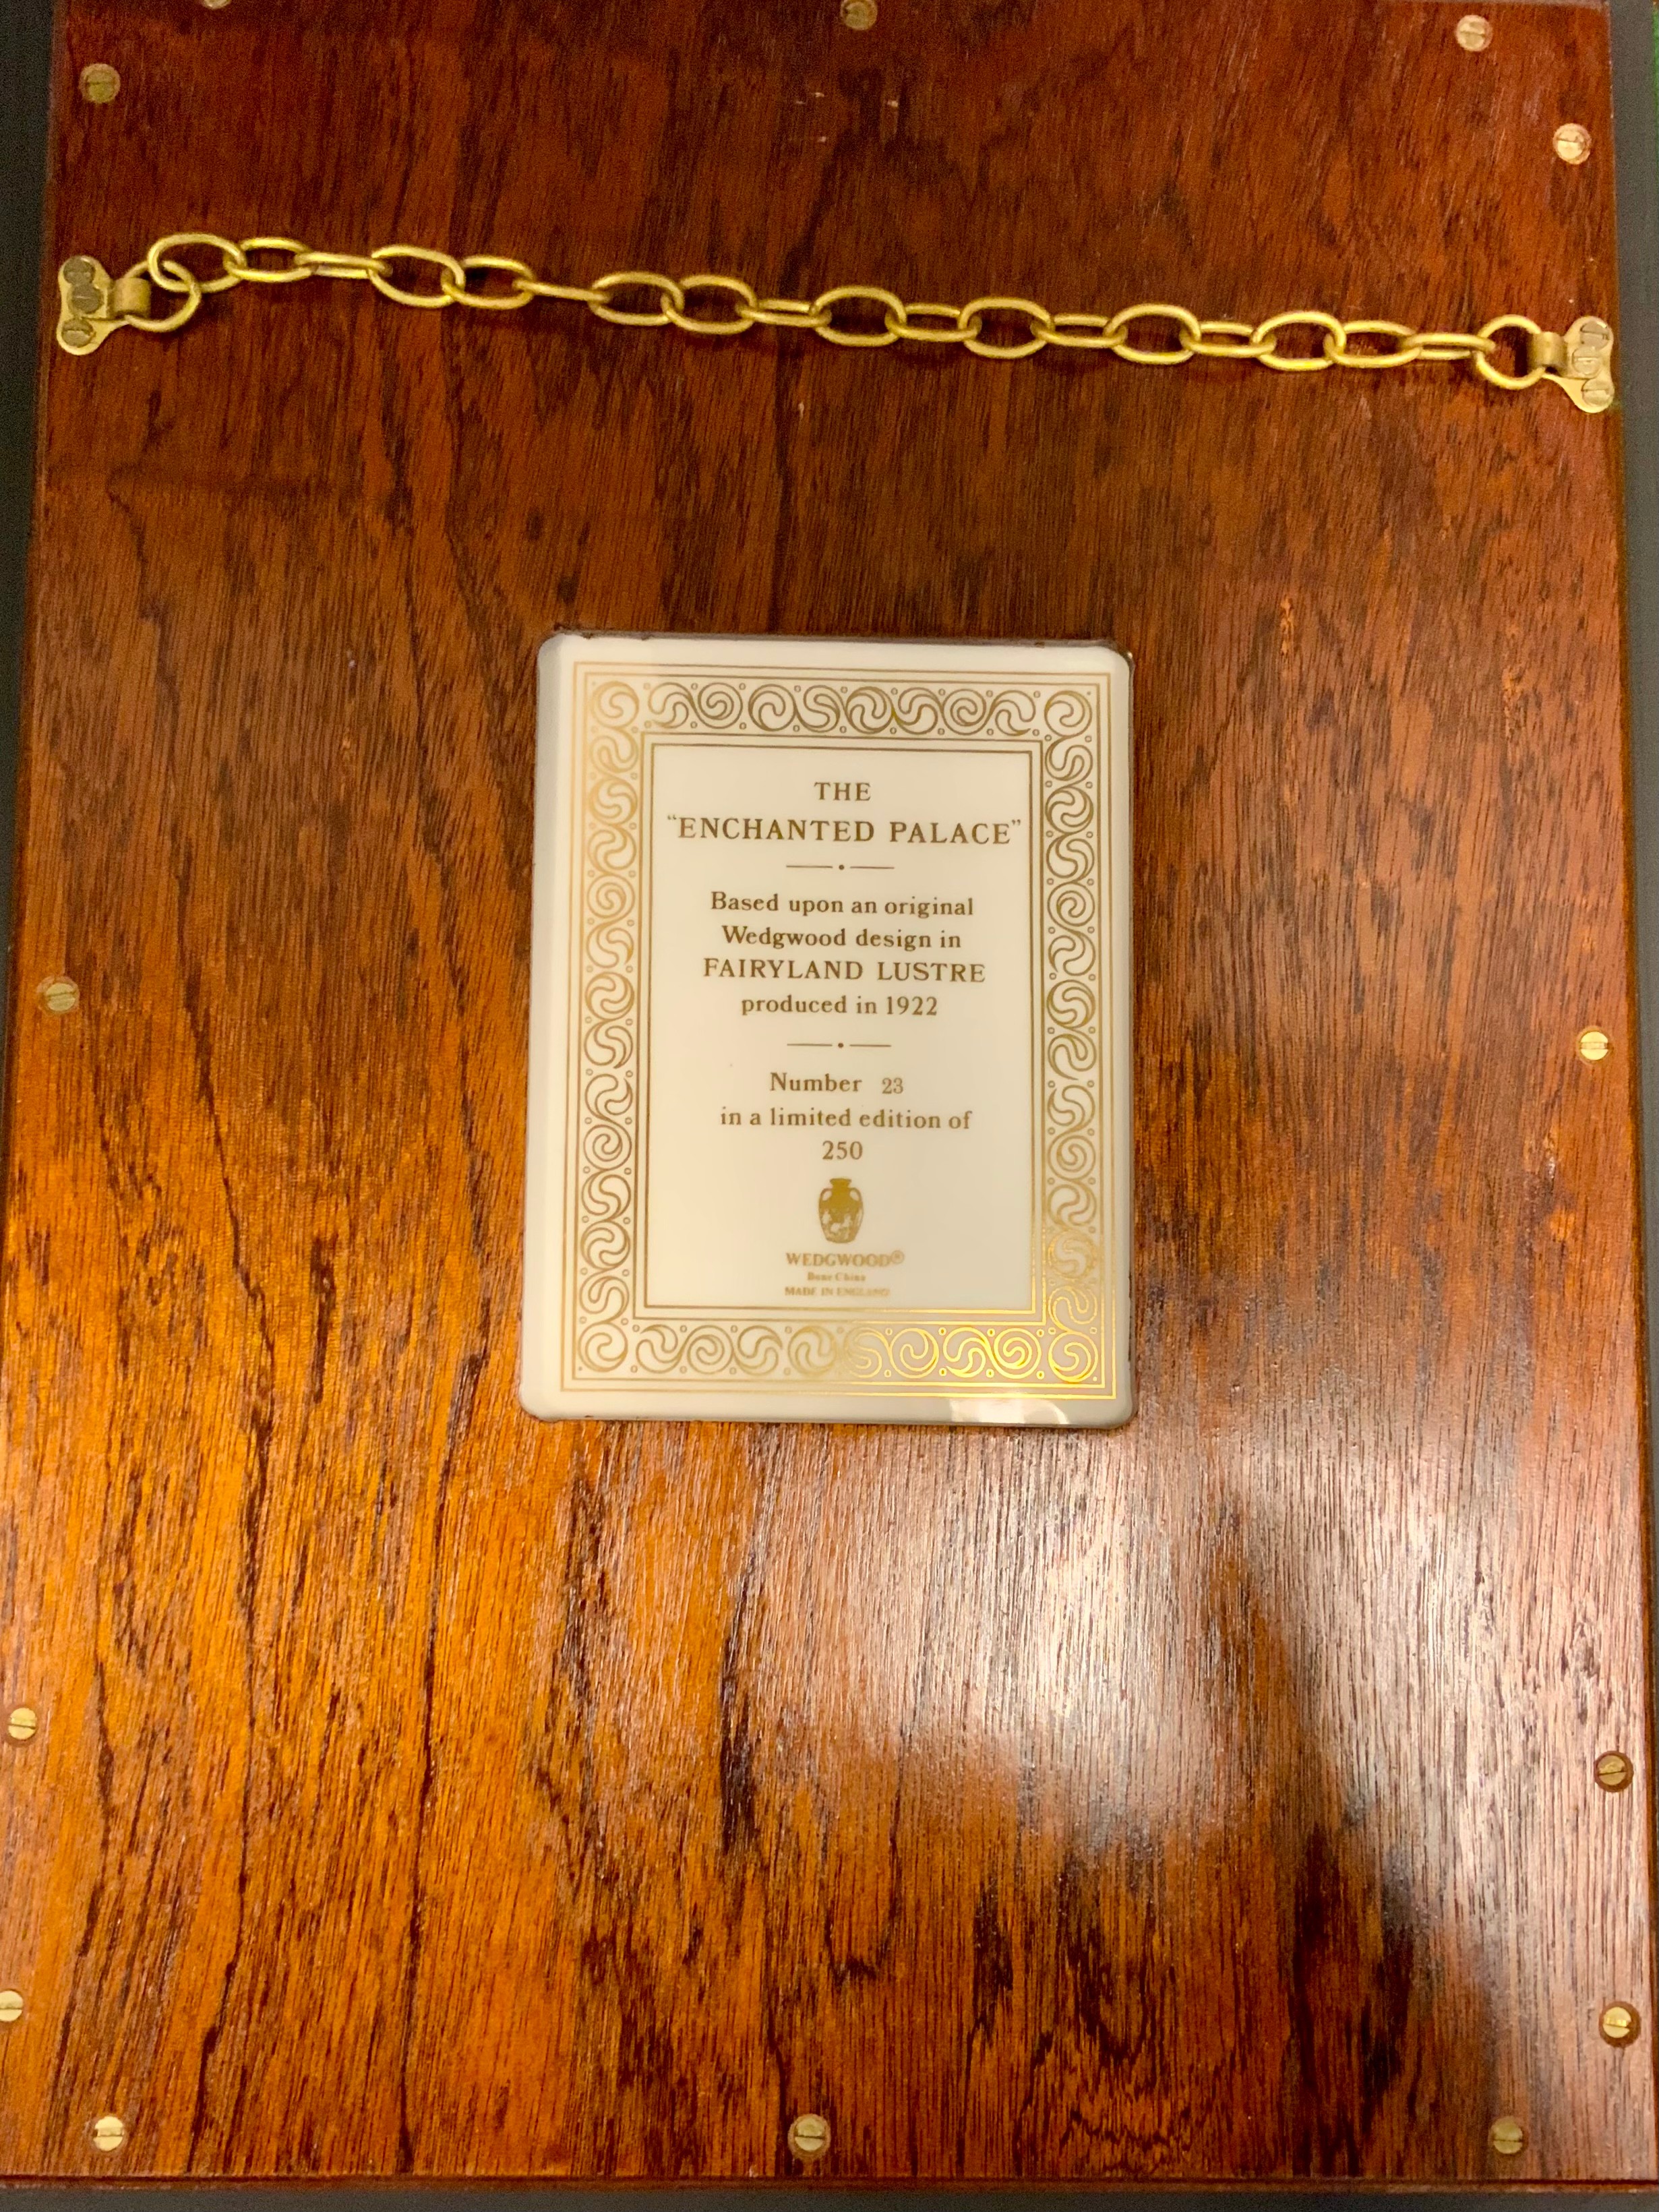 THE
“ENCHANTED PALACE”
Based upon an original
Wedgwood design in
FAIRYLAND LUSTRE
produced in 1922
Number 23
in a limited edition of
250
WEDGWOOD®
Bone China
MADE IN ENGLAND